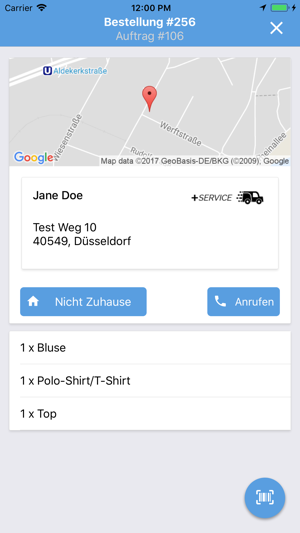 Carrier 12:00 PM
Bestellung #256
Auftrag #106
Aldekerkstraße
Wiesenstraße
Werftstraße
Google
Map data ©2017 GeoBasis-DE/BKG (©2009), Google
Jane Doe
+SERVICE
Test Weg 10
40549, Düsseldorf
Nicht Zuhause
Anrufen
1 x Bluse
1 x Polo-Shirt/T-Shirt
1 x Top